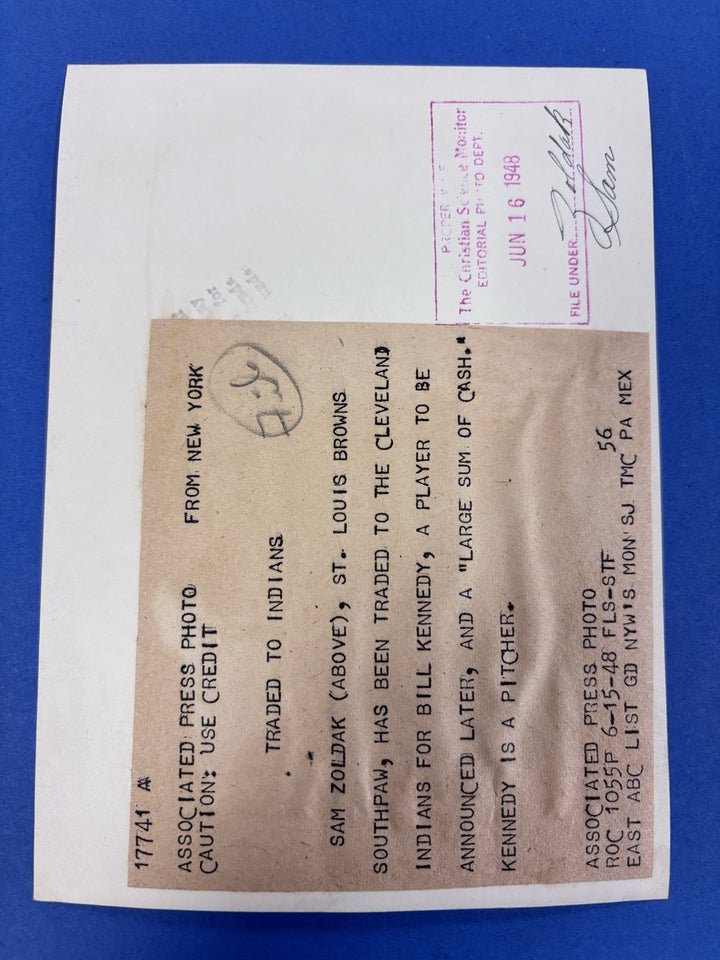 PROPERTY OF
The Christian Science Monitor
EDITORIAL PHOTO DEPT.
JUN 16 1948
FILE UNDER Zoldak
Sam
17741 A
ASSOCIATED PRESS PHOTO FROM NEW YORK
CAUTION: USE CREDIT
File
TRADED TO INDIANS
SAM ZOLDAK (ABOVE), ST. LOUIS BROWNS
SOUTHPAW, HAS BEEN TRADED TO THE CLEVELAND
INDIANS FOR BILL KENNEDY, A PLAYER TO BE
ANNOUNCED LATER, AND A "LARGE SUM OF CASH."
KENNEDY IS A PITCHER.
ASSOCIATED PRESS PHOTO
ROC 1055P 6-15-48 FLS-STF 56
EAST ABC LIST GD NYW'S MON SJ TMC PA MEX